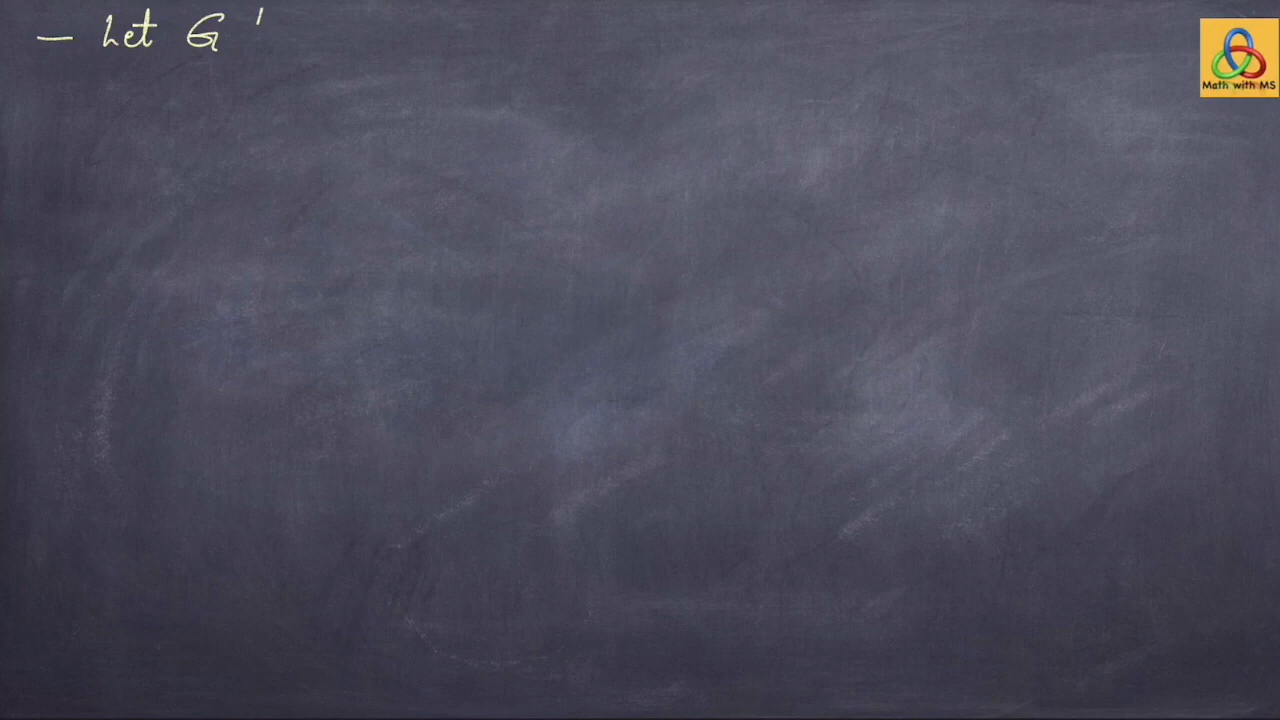 — Let G '
Math with MS